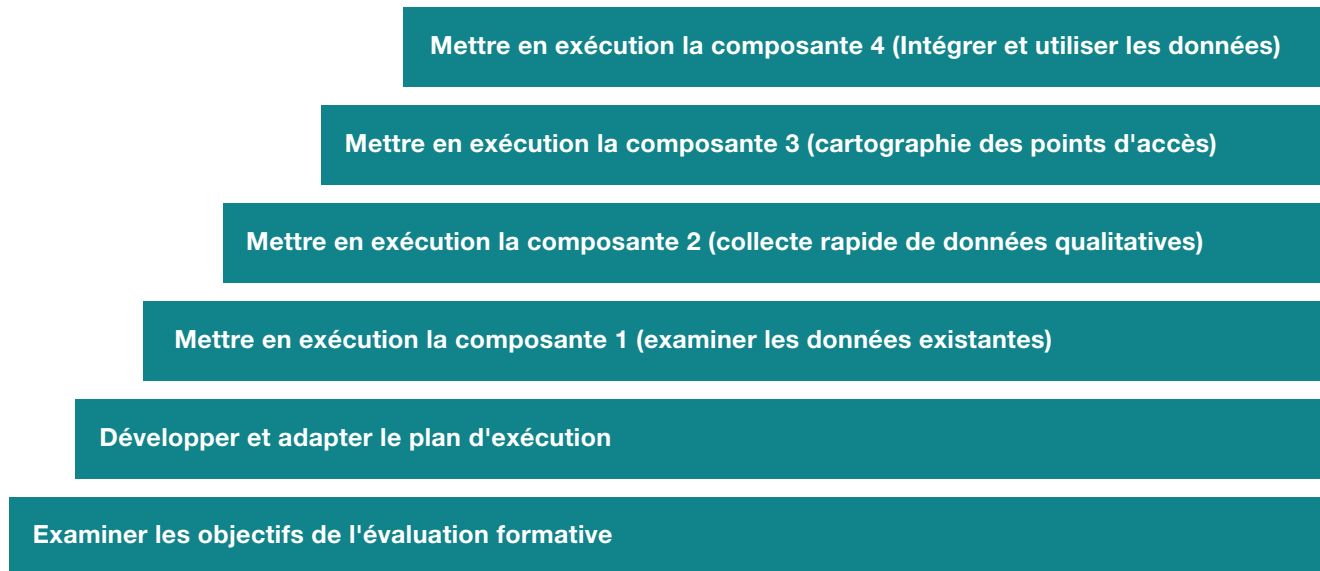 Mettre en exécution la composante 4 (Intégrer et utiliser les données)
Mettre en exécution la composante 3 (cartographie des points d'accès)
Mettre en exécution la composante 2 (collecte rapide de données qualitatives)
Mettre en exécution la composante 1 (examiner les données existantes)
Développer et adapter le plan d'exécution
Examiner les objectifs de l'évaluation formative